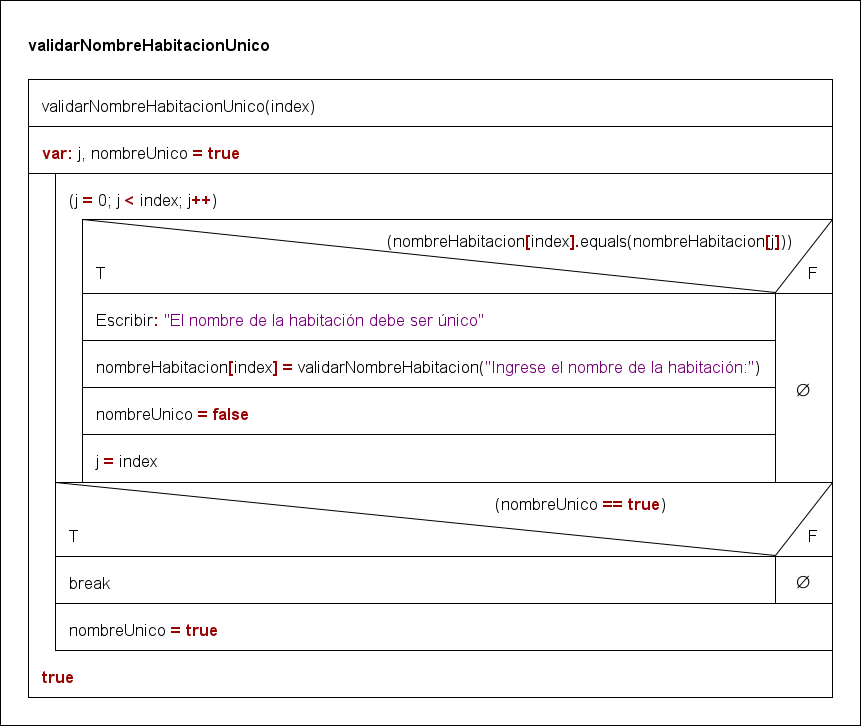 validarNombreHabitacionUnico
validarNombreHabitacionUnico(index)
var: j, nombreUnico = true
(j = 0; j < index; j++)
(nombreHabitacion[index].equals(nombreHabitacion[j]))
T F
Escribir: "El nombre de la habitación debe ser único"
nombreHabitacion[index] = validarNombreHabitacion("Ingrese el nombre de la habitación:")
∅
nombreUnico = false
j = index
(nombreUnico == true)
T F
break ∅
nombreUnico = true
true